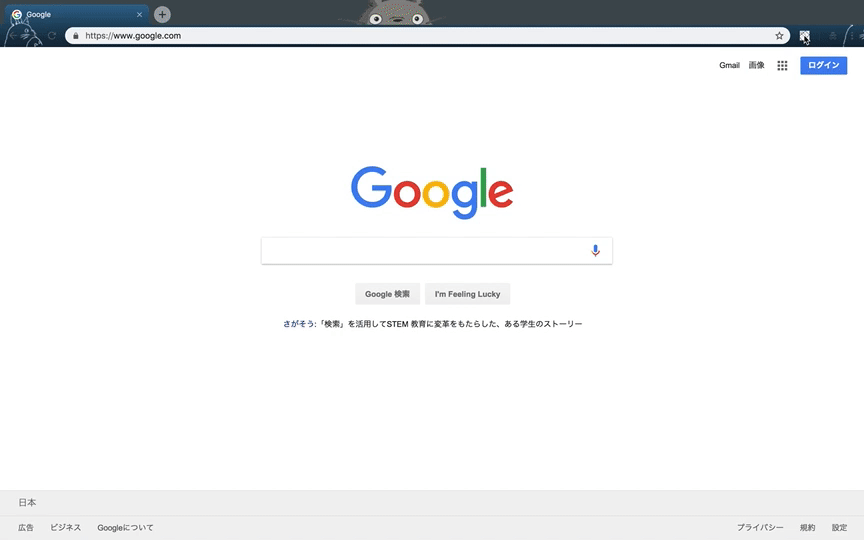 Google
https://www.google.com
Gmail 画像 ログイン
Google
Google 検索 I'm Feeling Lucky
さがそう:「検索」を活用してSTEM 教育に変革をもたらした、ある学生のストーリー
日本
広告 ビジネス Googleについて プライバシー 規約 設定